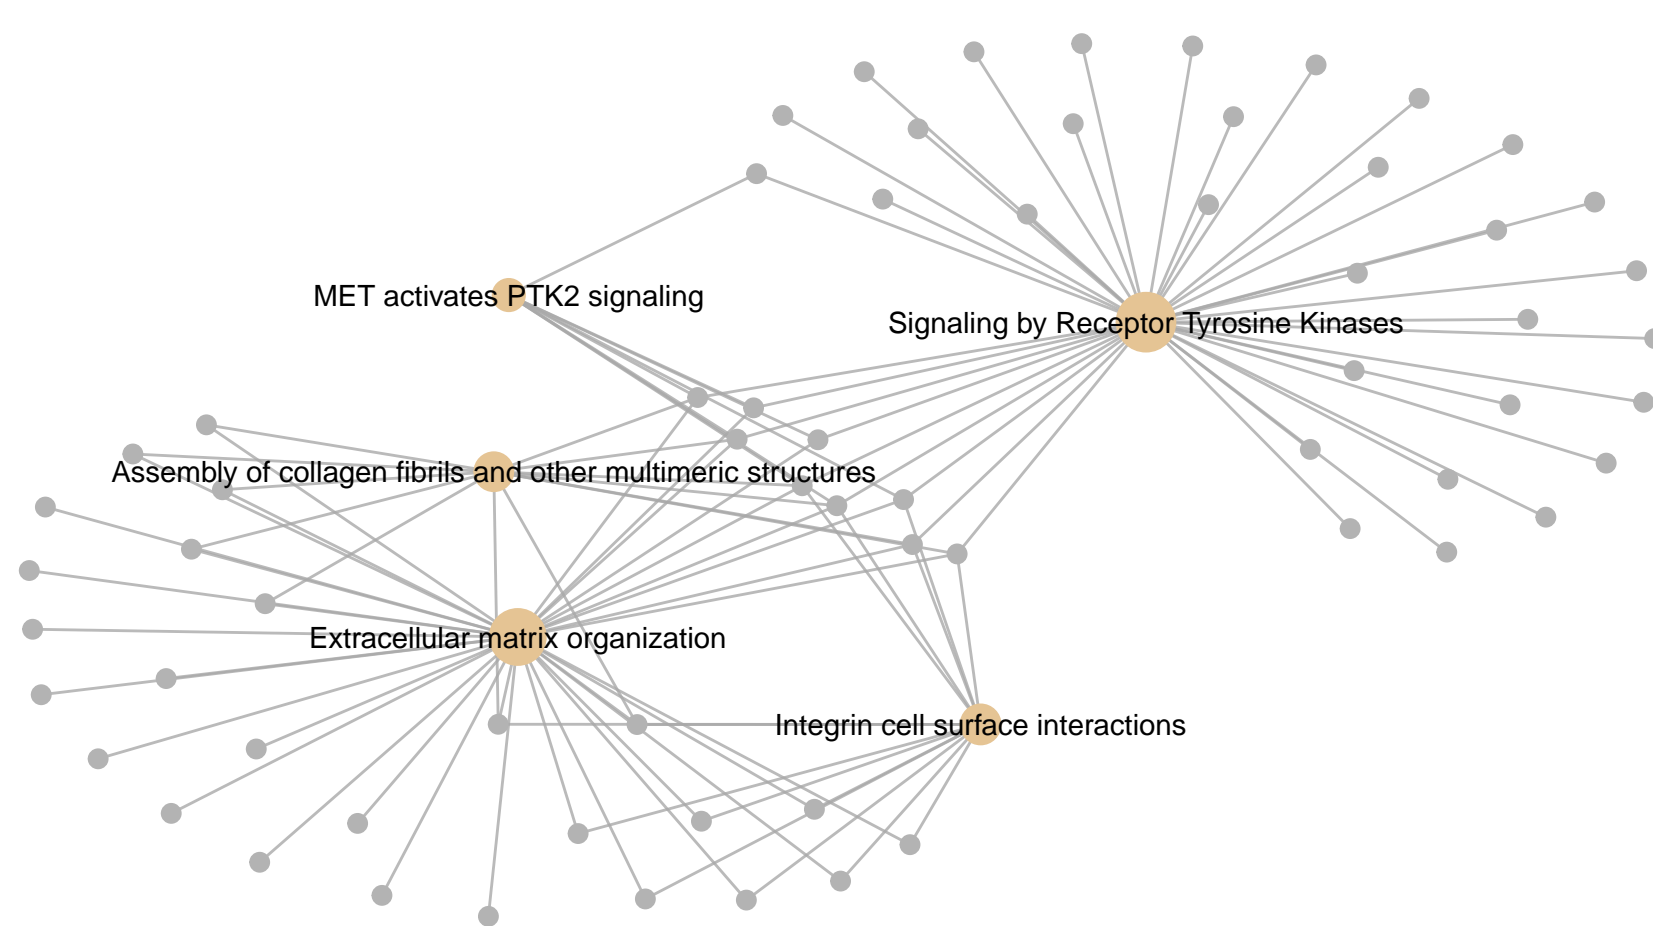 MET activates PTK2 signaling
Signaling by Receptor Tyrosine Kinases
Assembly of collagen fibrils and other multimeric structures
Extracellular matrix organization
Integrin cell surface interactions